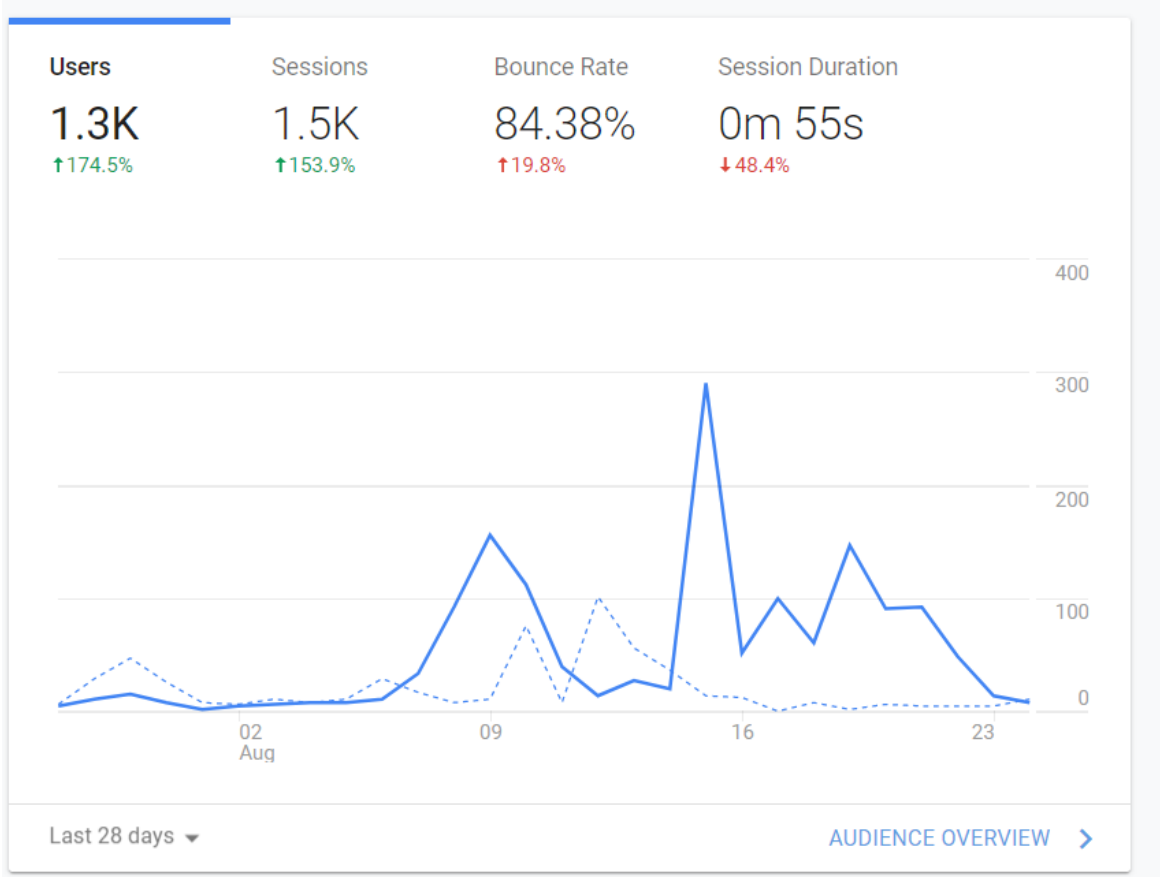 Users Sessions Bounce Rate Session Duration
1.3K 1.5K 84.38% 0m 55s
↑174.5% ↑153.9% ↑19.8% ↓48.4%
400
300
200
100
0
02 09 16 23
Aug
Last 28 days AUDIENCE OVERVIEW